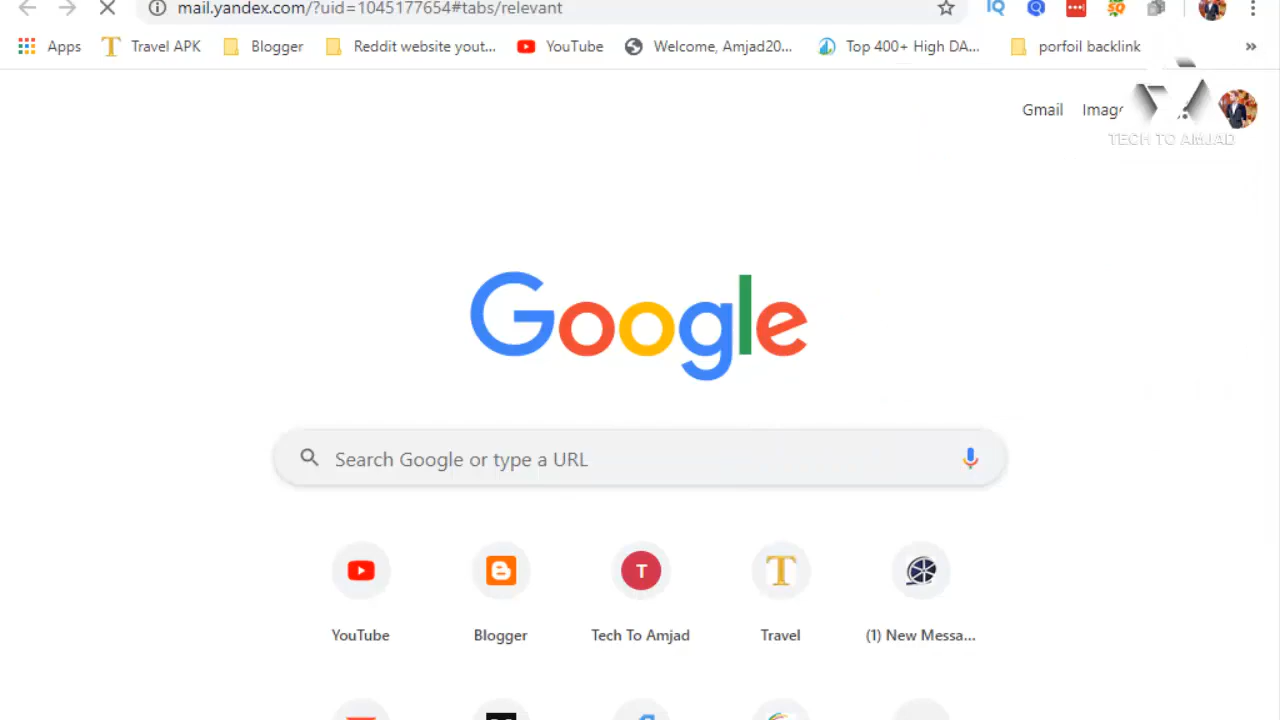 mail.yandex.com/?uid=1045177654#tabs/relevant
Apps Travel APK Blogger Reddit website yout... YouTube Welcome, Amjad20... Top 400+ High DA... porfoil backlink »
Gmail Imag
TECH TO AMJAD
Google
Search Google or type a URL
T T
YouTube Blogger Tech To Amjad Travel (1) New Messa...